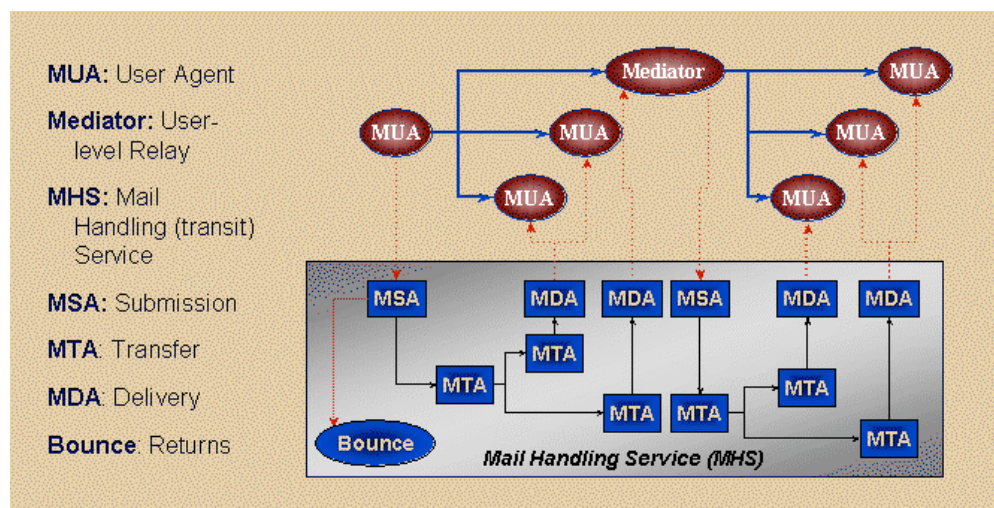 MUA: User Agent
Mediator: User-
level Relay
MHS: Mail
Handling (transit)
Service
MSA: Submission
MTA: Transfer
MDA: Delivery
Bounce: Returns
Mediator
MUA
MUA
MUA
MUA
MUA
MUA
MSA
MDA
MDA
MSA
MDA
MDA
MTA
MTA
MTA
MTA
MTA
MTA
Bounce
Mail Handling Service (MHS)